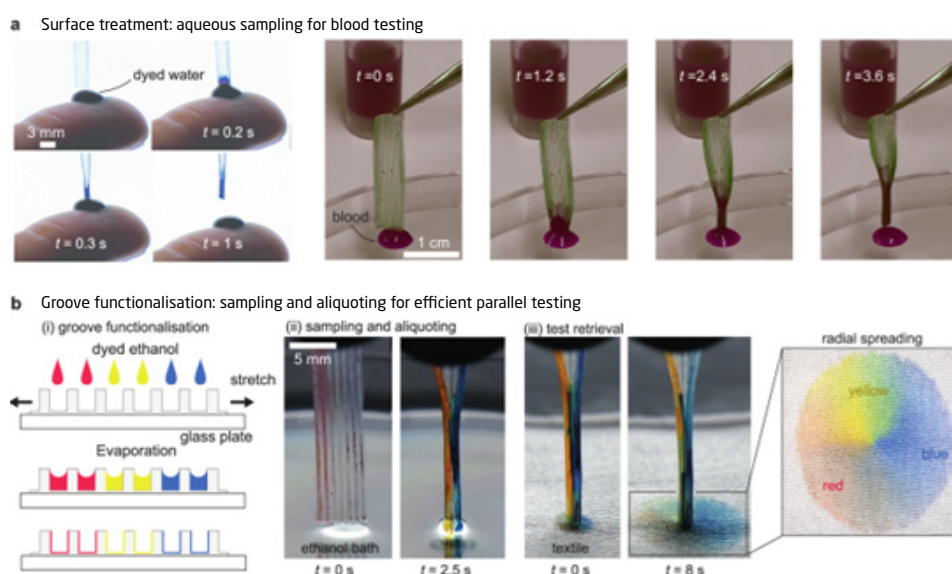 a Surface treatment: aqueous sampling for blood testing
dyed water
3 mm
t = 0.2 s
t = 0.3 s
t = 1 s
t =0 s
t =1.2 s
t =2.4 s
t =3.6 s
blood
1 cm
b Groove functionalisation: sampling and aliquoting for efficient parallel testing
(i) groove functionalisation
dyed ethanol
stretch
glass plate
Evaporation
(ii) sampling and aliquoting
5 mm
ethanol bath
t = 0 s
t = 2.5 s
(iii) test retrieval
textile
t = 0 s
t = 8 s
radial spreading
yellow
blue
red